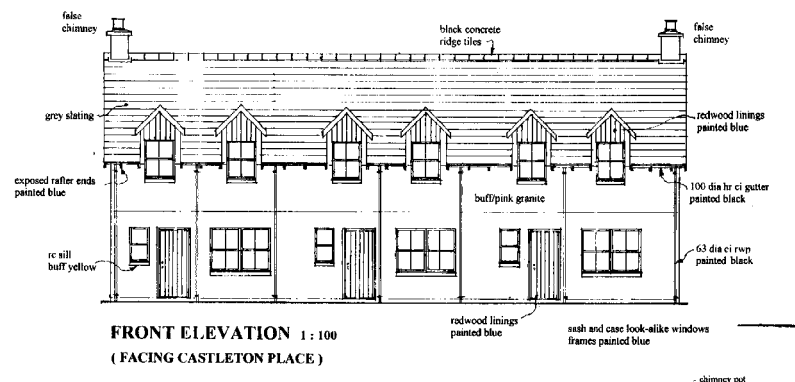 false
chimney
black concrete
ridge tiles
false
chimney
grey slating
redwood linings
painted blue
exposed rafter ends
painted blue
100 dia hr ci gutter
painted black
buff/pink granite
rc sill
buff yellow
63 dia ci rwp
painted black
redwood linings
painted blue
sash and case look-alike windows
frames painted blue
FRONT ELEVATION 1 : 100
( FACING CASTLETON PLACE )
chimney pot